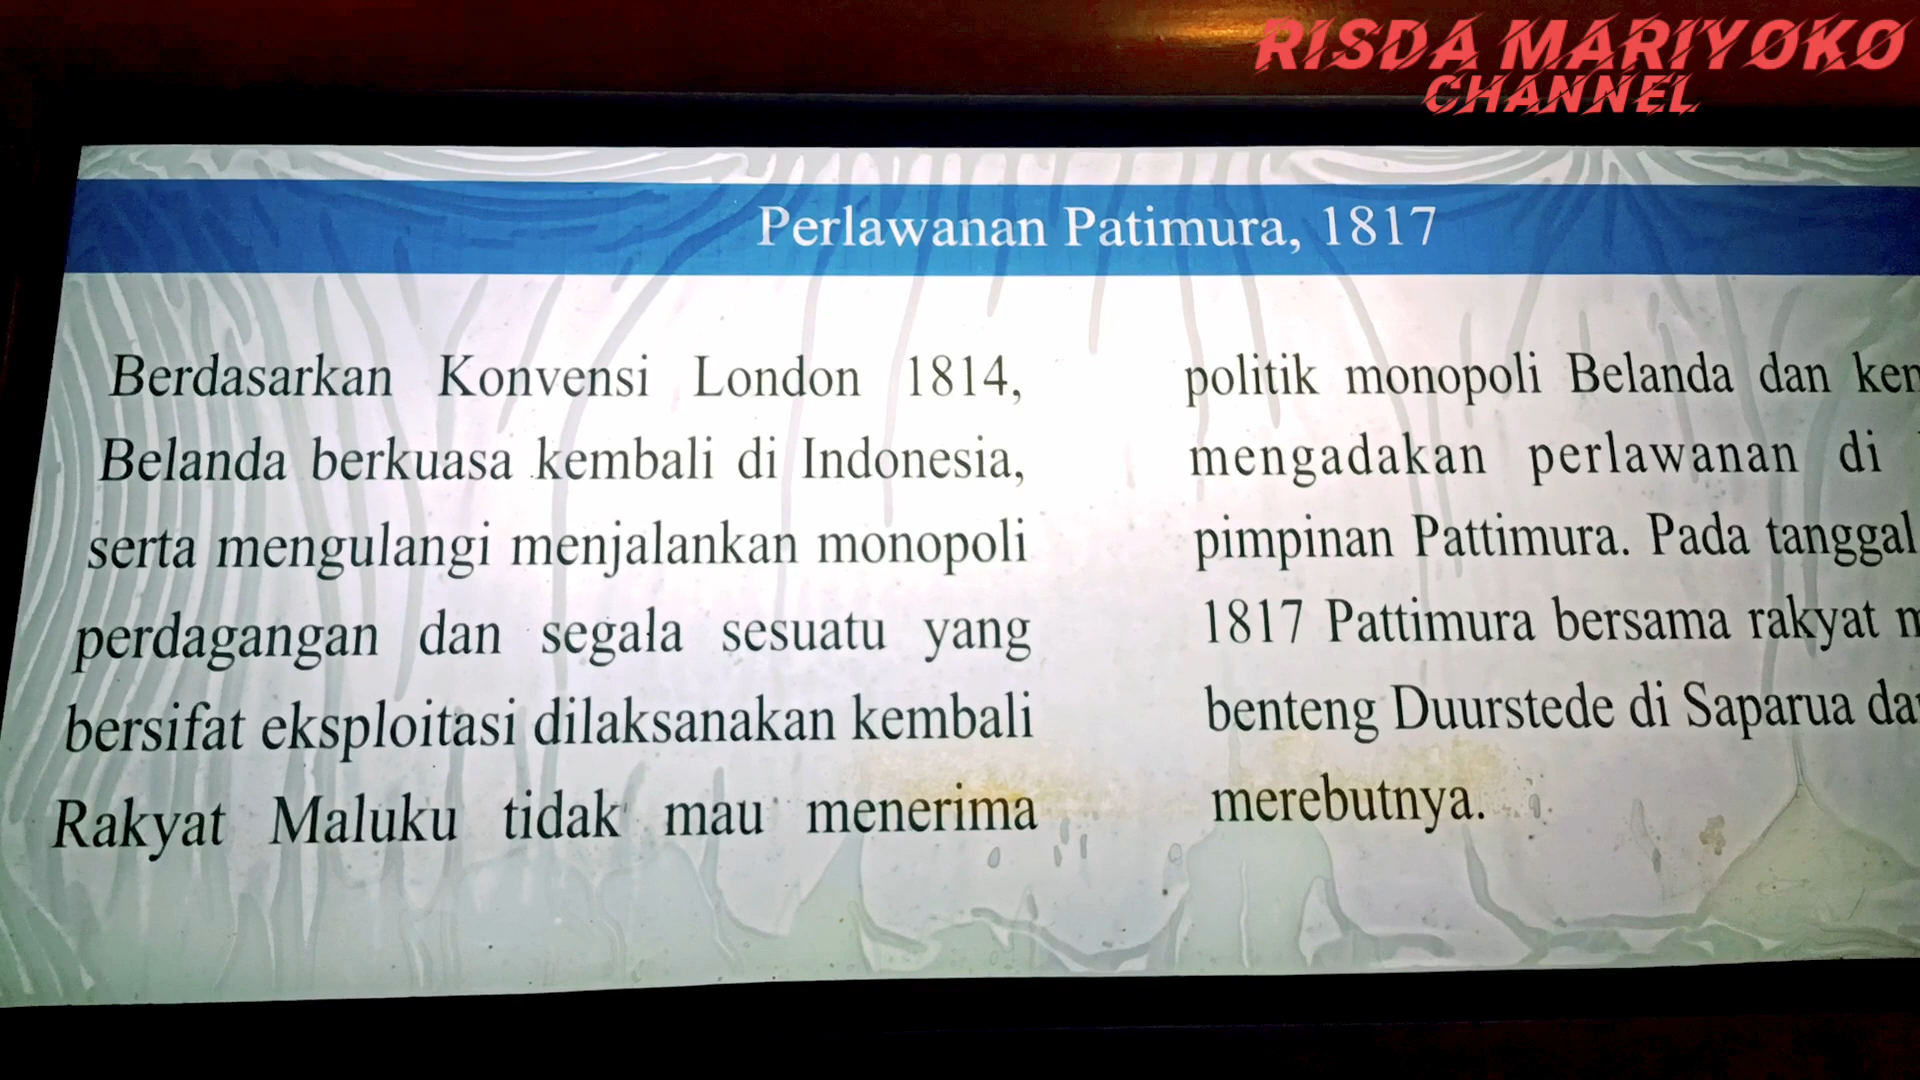 RISDA MARIYOKO
CHANNEL
Perlawanan Patimura, 1817
Berdasarkan Konvensi London 1814,
Belanda berkuasa kembali di Indonesia,
serta mengulangi menjalankan monopoli
perdagangan dan segala sesuatu yang
bersifat eksploitasi dilaksanakan kembali
Rakyat Maluku tidak mau menerima
politik monopoli Belanda dan
mengadakan perlawanan di
pimpinan Pattimura. Pada tanggal
1817 Pattimura bersama rakyat
benteng Duurstede di Saparua
merebutnya.